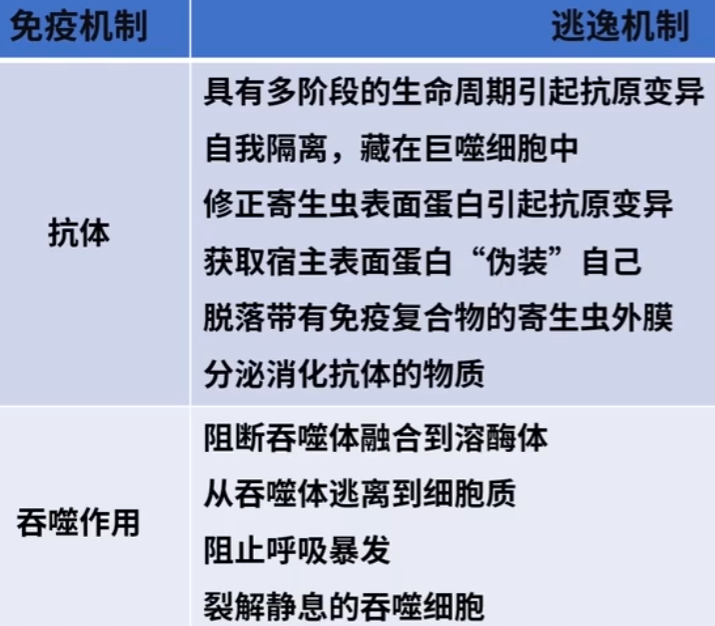 免疫机制 逃逸机制
抗体
具有多阶段的生命周期引起抗原变异
自我隔离，藏在巨噬细胞中
修正寄生虫表面蛋白引起抗原变异
获取宿主表面蛋白“伪装”自己
脱落带有免疫复合物的寄生虫外膜
分泌消化抗体的物质
吞噬作用
阻断吞噬体融合到溶酶体
从吞噬体逃离到细胞质
阻止呼吸暴发
裂解静息的吞噬细胞